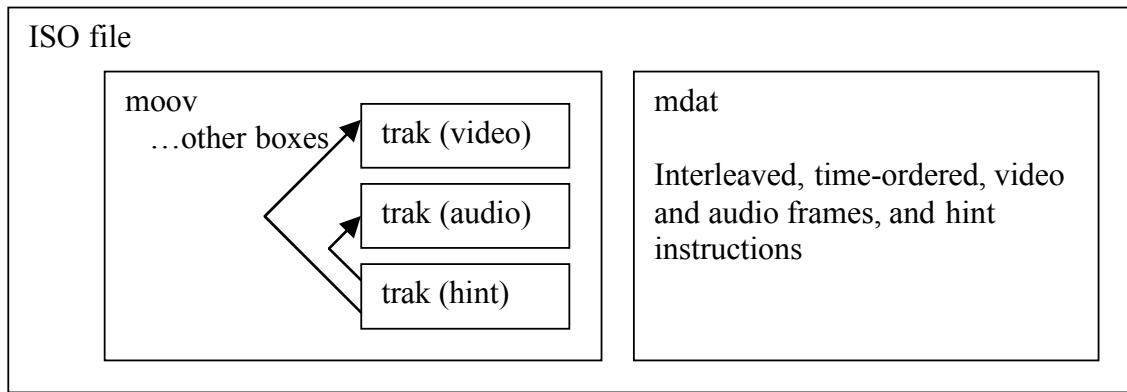 ISO file
moov
…other boxes
trak (video)
trak (audio)
trak (hint)
mdat
Interleaved, time-ordered, video
and audio frames, and hint
instructions